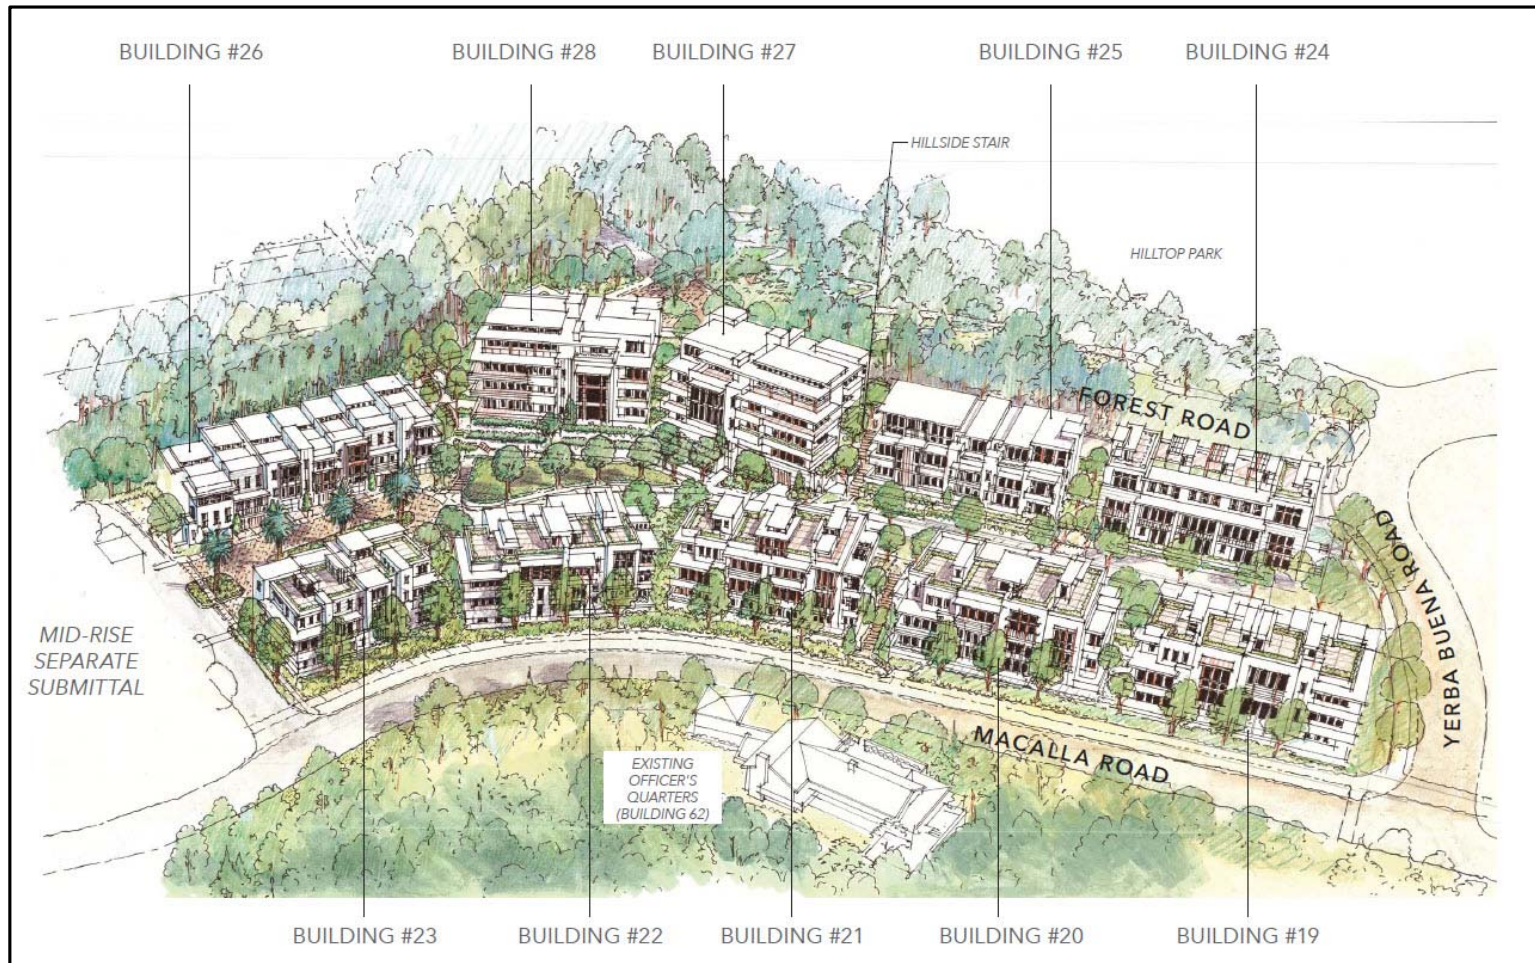 BUILDING #26
BUILDING #28
BUILDING #27
BUILDING #25
BUILDING #24
HILLSIDE STAIR
HILLTOP PARK
FOREST ROAD
YERBA BUENA ROAD
MID-RISE
SEPARATE
SUBMITTAL
MACALLA ROAD
EXISTING
OFFICER'S
QUARTERS
(BUILDING 62)
BUILDING #23
BUILDING #22
BUILDING #21
BUILDING #20
BUILDING #19